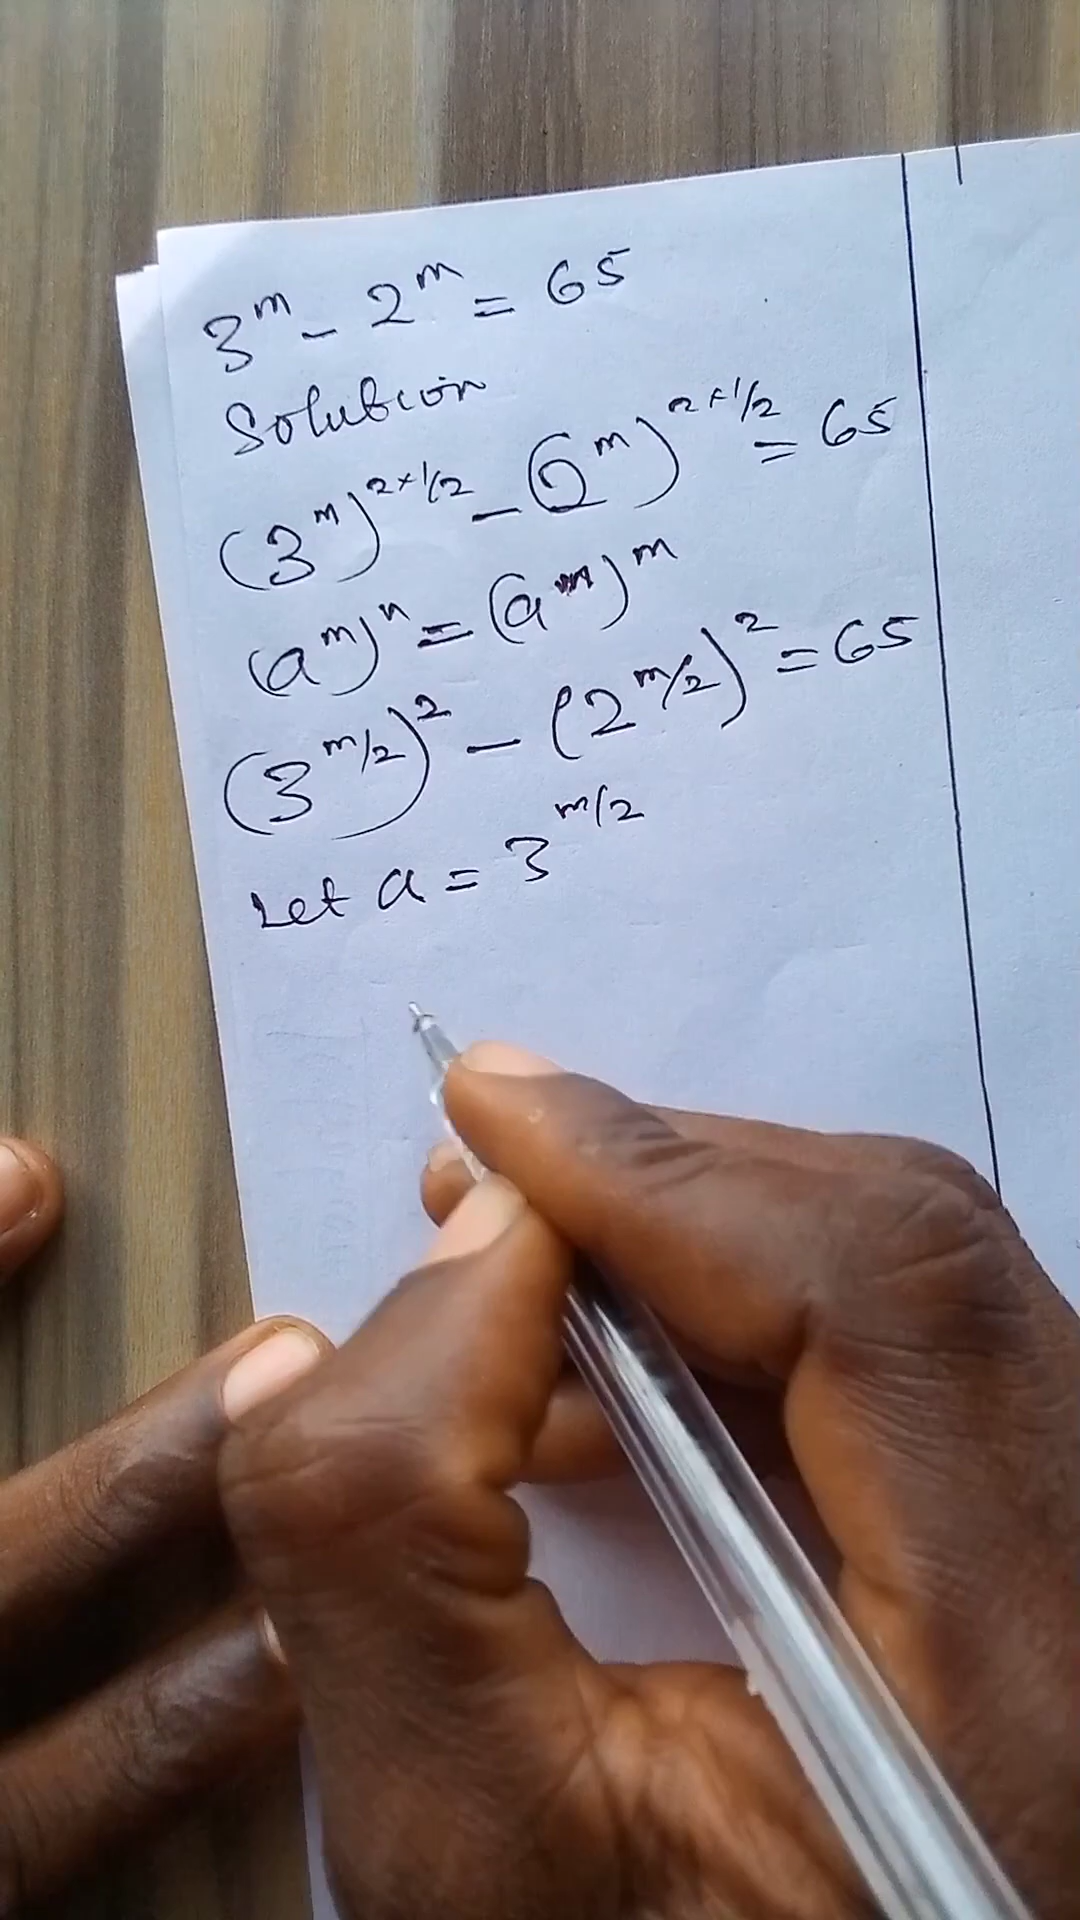 3^m - 2^m = 65
Solution
(3^m)^{2×1/2} - (2^m)^{2×1/2} = 65
(a^m)^n = (a^m)^m
(3^{m/2})^2 - (2^{m/2})^2 = 65
Let a = 3^{m/2}